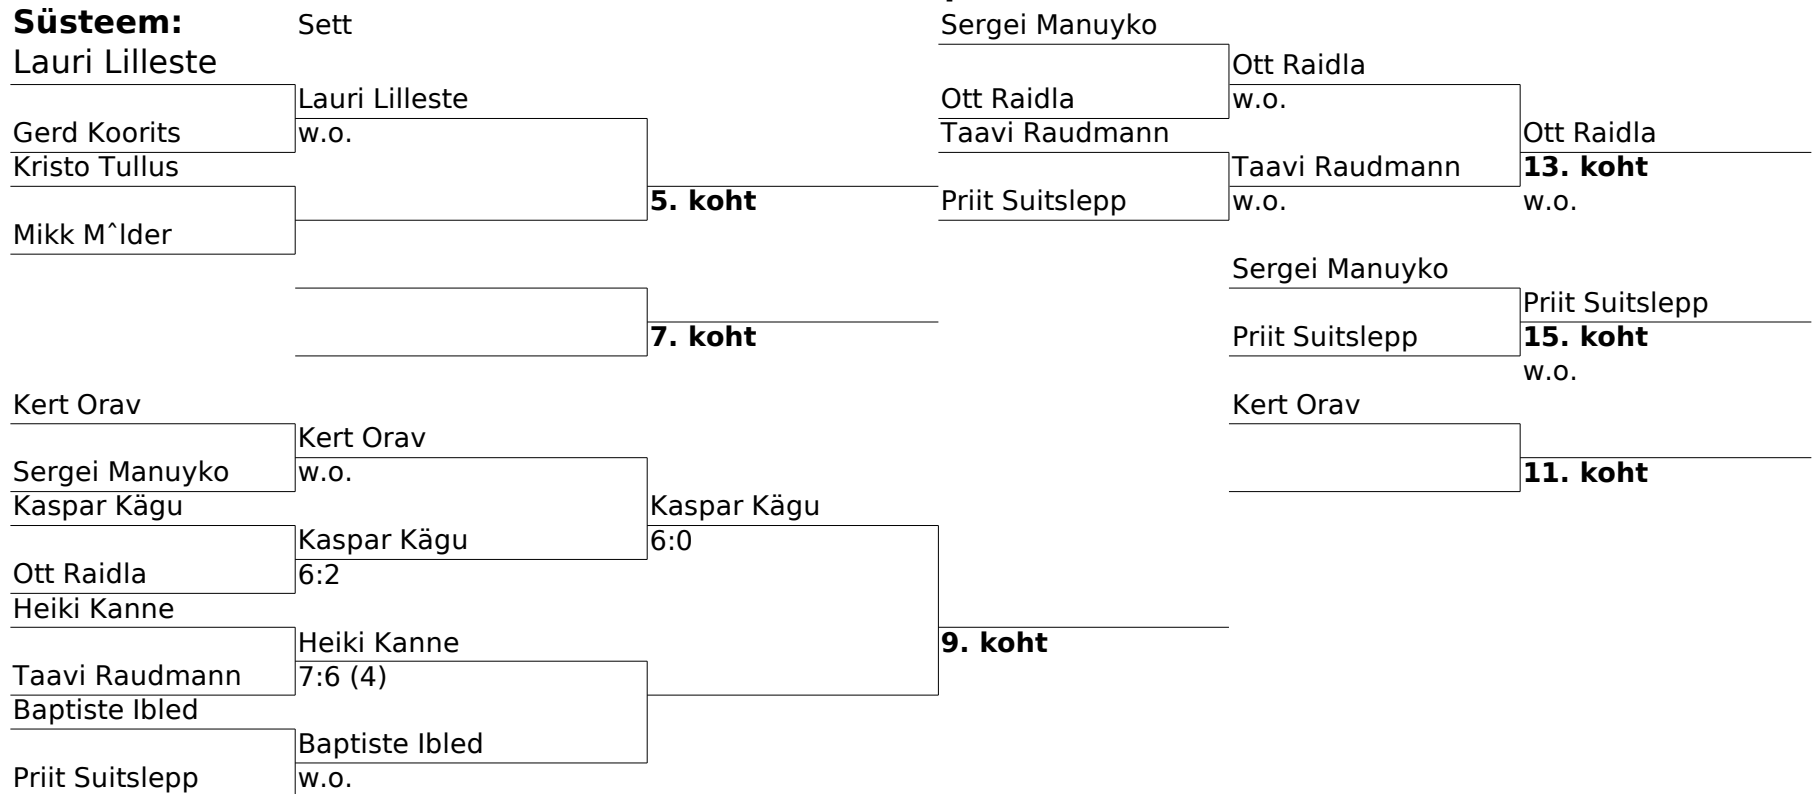 Süsteem: Sett Sergei Manuyko
Lauri Lilleste Ott Raidla
Lauri Lilleste Ott Raidla w.o.
Gerd Koorits w.o. Taavi Raudmann Ott Raidla
Kristo Tullus Taavi Raudmann 13. koht
5. koht Priit Suitslepp w.o. w.o.
Mikk Mˆlder
Sergei Manuyko
Priit Suitslepp
7. koht Priit Suitslepp 15. koht
w.o.
Kert Orav Kert Orav
Kert Orav
Sergei Manuyko w.o. 11. koht
Kaspar Kägu Kaspar Kägu
Kaspar Kägu 6:0
Ott Raidla 6:2
Heiki Kanne
Heiki Kanne 9. koht
Taavi Raudmann 7:6 (4)
Baptiste Ibled
Baptiste Ibled
Priit Suitslepp w.o.